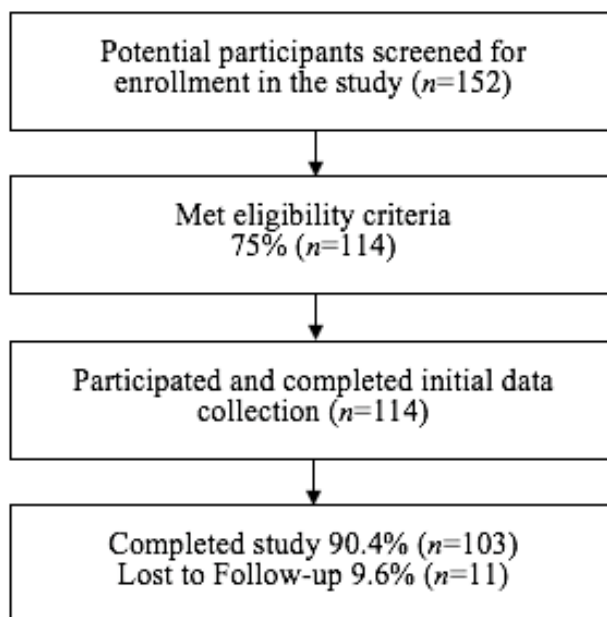 Potential participants screened for
enrollment in the study (n=152)
Met eligibility criteria
75% (n=114)
Participated and completed initial data
collection (n=114)
Completed study 90.4% (n=103)
Lost to Follow-up 9.6% (n=11)